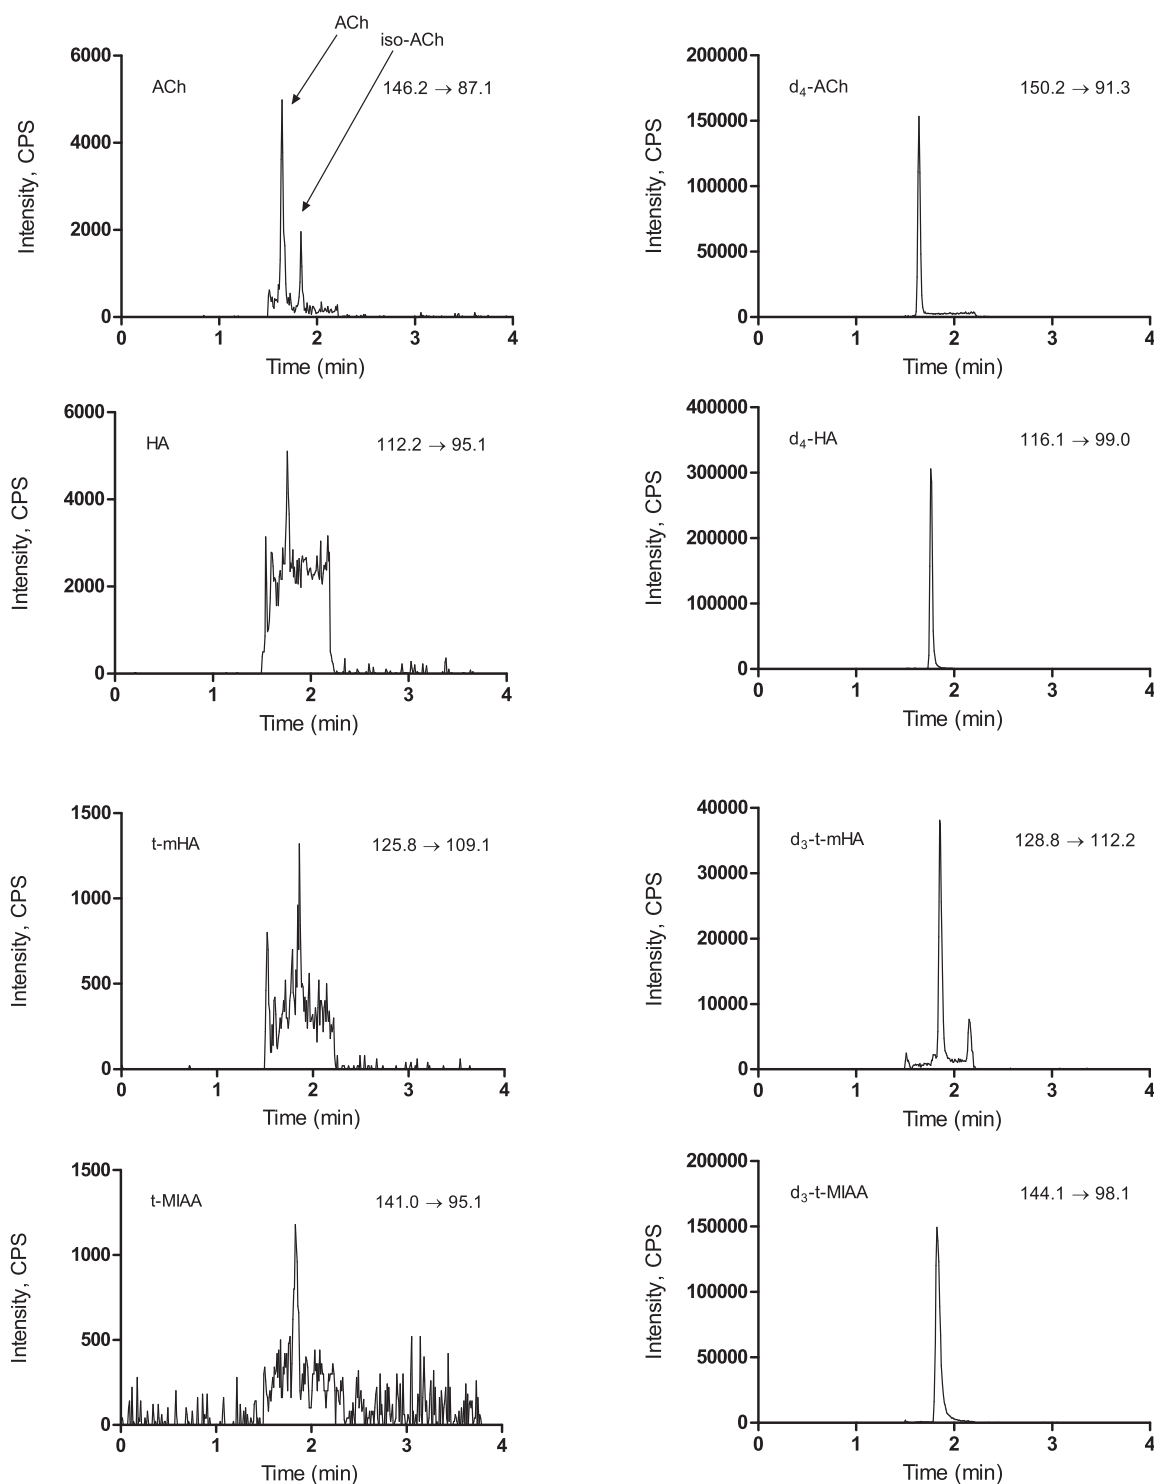 ACh
iso-ACh
ACh
146.2 → 87.1
Intensity, CPS
6000
4000
2000
0
0 1 2 3 4
Time (min)
d4-ACh
150.2 → 91.3
Intensity, CPS
200000
150000
100000
50000
0
0 1 2 3 4
Time (min)
HA
112.2 → 95.1
Intensity, CPS
6000
4000
2000
0
0 1 2 3 4
Time (min)
d4-HA
116.1 → 99.0
Intensity, CPS
400000
300000
200000
100000
0
0 1 2 3 4
Time (min)
t-mHA
125.8 → 109.1
Intensity, CPS
1500
1000
500
0
0 1 2 3 4
Time (min)
d3-t-mHA
128.8 → 112.2
Intensity, CPS
40000
30000
20000
10000
0
0 1 2 3 4
Time (min)
t-MIAA
141.0 → 95.1
Intensity, CPS
1500
1000
500
0
0 1 2 3 4
Time (min)
d3-t-MIAA
144.1 → 98.1
Intensity, CPS
200000
150000
100000
50000
0
0 1 2 3 4
Time (min)